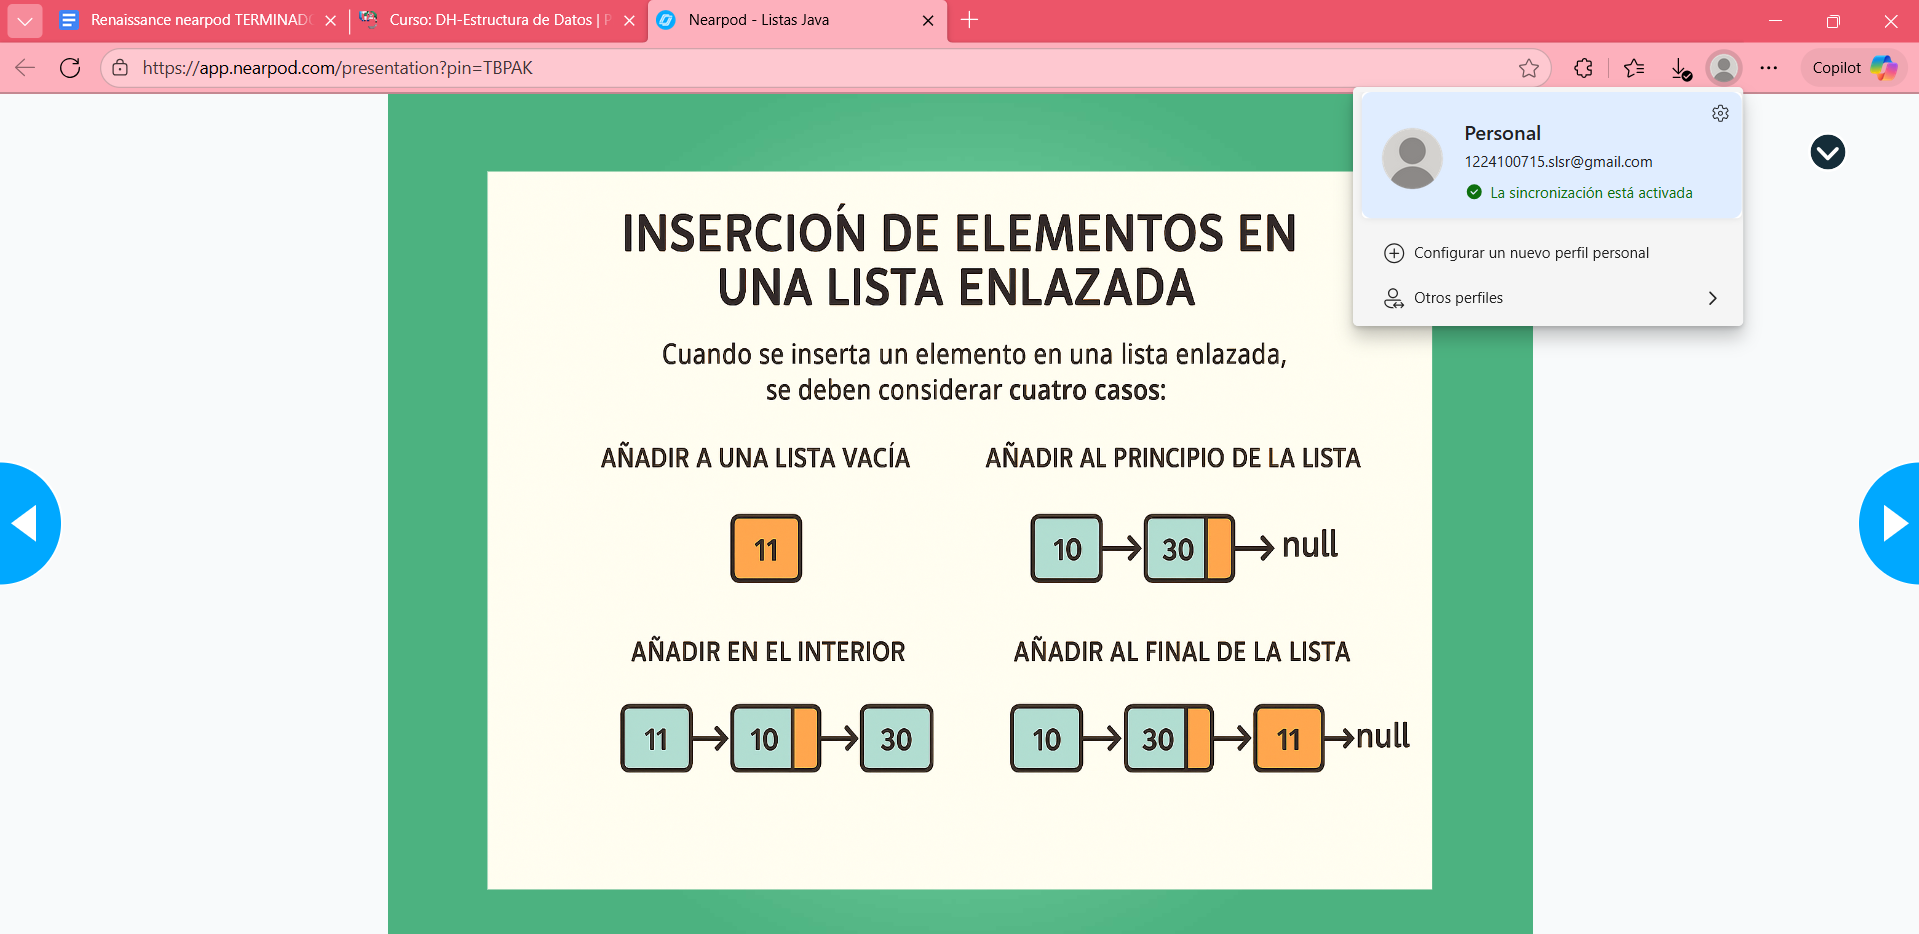 Renaissance nearpod TERMINAD
Curso: DH-Estructura de Datos | P
Nearpod - Listas Java
https://app.nearpod.com/presentation?pin=TBPAK
Copilot
Personal
1224100715.slsr@gmail.com
La sincronización está activada
Configurar un nuevo perfil personal
Otros perfiles
INSERCIOŃ DE ELEMENTOS EN
UNA LISTA ENLAZADA
Cuando se inserta un elemento en una lista enlazada,
se deben considerar cuatro casos:
AÑADIR A UNA LISTA VACÍA
11
AÑADIR AL PRINCIPIO DE LA LISTA
10 30 null
AÑADIR EN EL INTERIOR
11 10 30
AÑADIR AL FINAL DE LA LISTA
10 30 11 null